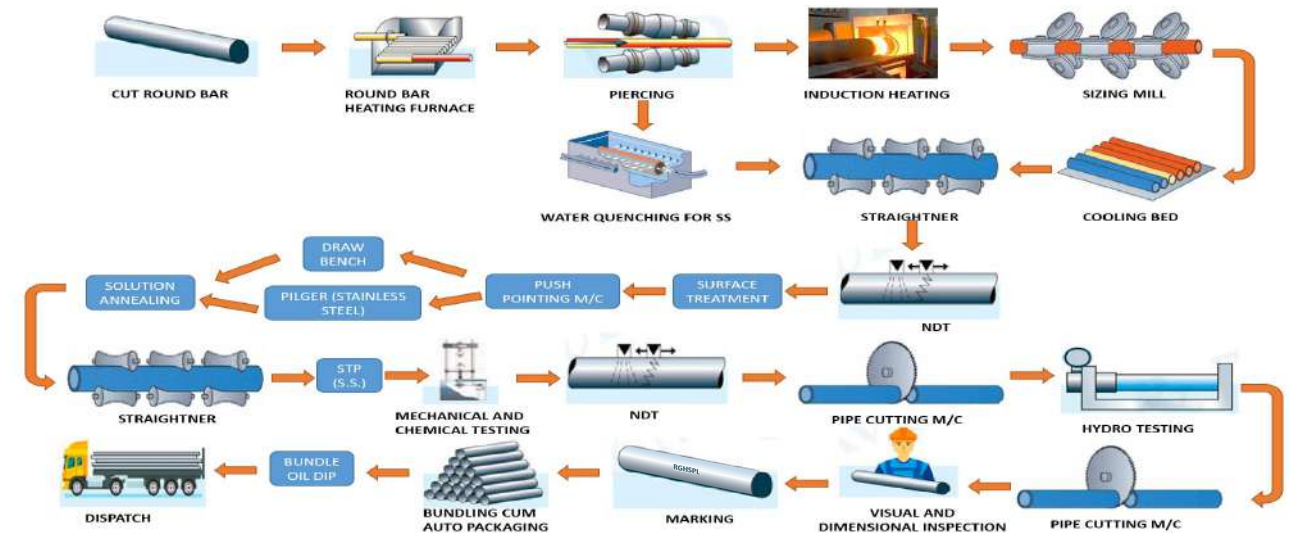 CUT ROUND BAR
ROUND BAR
HEATING FURNACE
PIERCING
INDUCTION HEATING
SIZING MILL
WATER QUENCHING FOR SS
STRAIGHTNER
COOLING BED
DRAW
BENCH
SOLUTION
ANNEALING
PILGER (STAINLESS
STEEL)
PUSH
POINTING M/C
SURFACE
TREATMENT
NDT
STRAIGHTNER
STP
(S.S.)
MECHANICAL AND
CHEMICAL TESTING
NDT
PIPE CUTTING M/C
HYDRO TESTING
DISPATCH
BUNDLE
OIL DIP
BUNDLING CUM
AUTO PACKAGING
RGHSPL
MARKING
VISUAL AND
DIMENSIONAL INSPECTION
PIPE CUTTING M/C